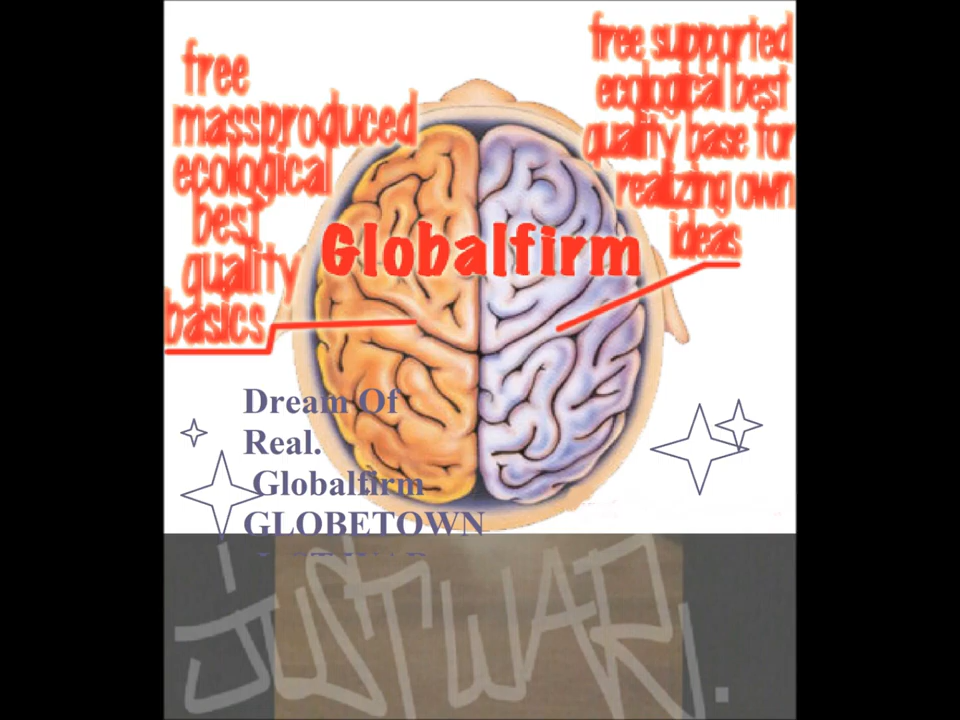 free
massproduced
ecological
best
quality
basics
free supported
ecological best
quality base for
realizing own
ideas
Globalfirm
Dream Of
Real.
Globalfirm
GLOBETOWN
JUSTWAR.